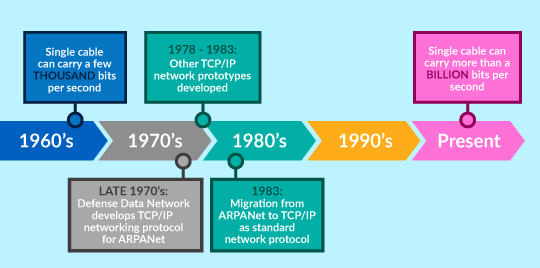 Single cable
can carry a few
THOUSAND bits
per second
1978 - 1983:
Other TCP/IP
network prototypes
developed
Single cable can
carry more than a
BILLION bits per
second
1960's
1970's
1980's
1990's
Present
LATE 1970's:
Defense Data Network
develops TCP/IP
networking protocol
for ARPANet
1983:
Migration from
ARPANet to TCP/IP
as standard
network protocol